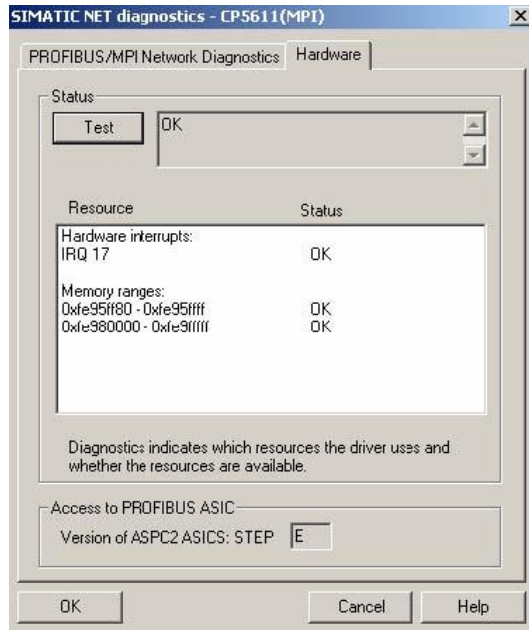 SIMATIC NET diagnostics - CP5611(MPI)
PROFIBUS/MPI Network Diagnostics Hardware
Status
Test OK
Resource Status
Hardware interrupts:
IRQ 17 OK
Memory ranges:
0xfe95ff80 - 0xfe95ffff OK
0xfe980000 - 0xfe9fffff OK
Diagnostics indicates which resources the driver uses and
whether the resources are available.
Access to PROFIBUS ASIC
Version of ASPC2 ASICS: STEP E
OK Cancel Help